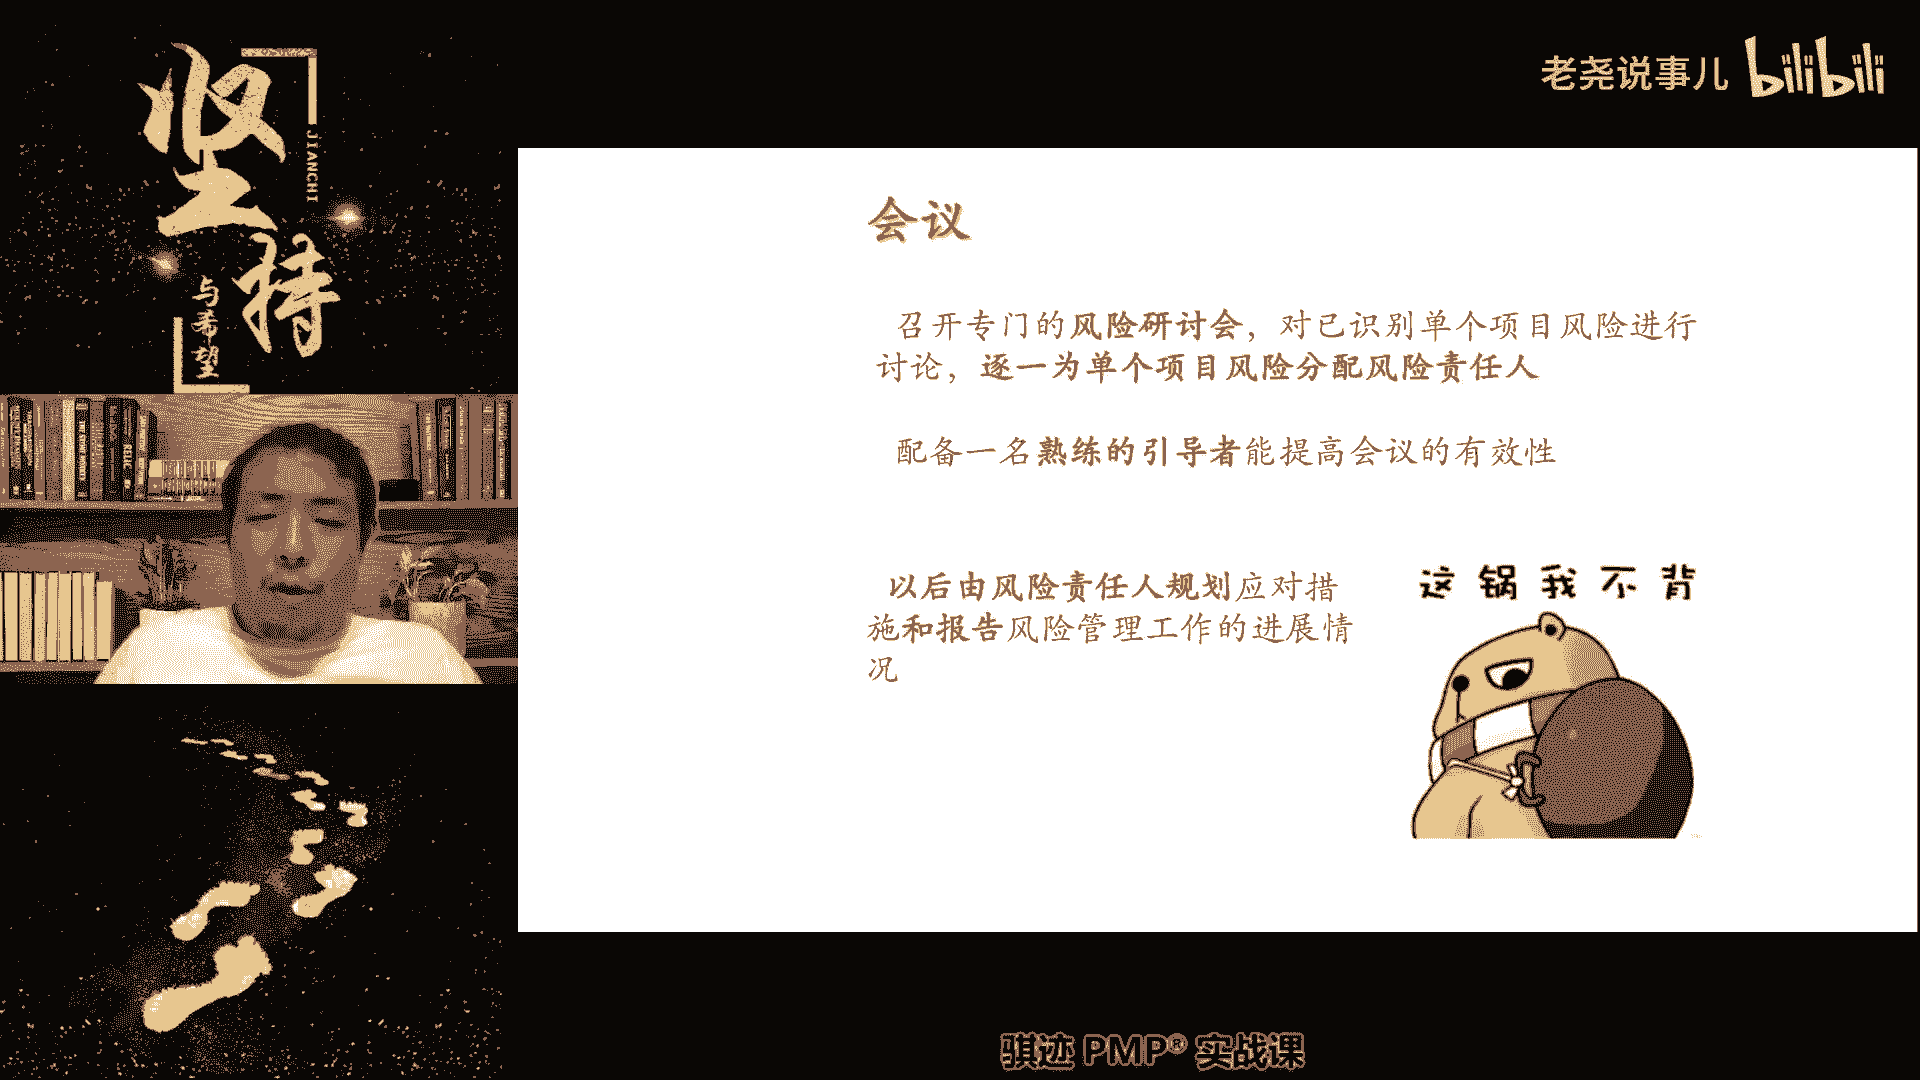 坚持
JIANCHI
与希望
老尧说事儿 bilibili
会议
召开专门的风险研讨会，对已识别单个项目风险进行
讨论，逐一为单个项目风险分配风险责任人
配备一名熟练的引导者能提高会议的有效性
以后由风险责任人规划应对措
施和报告风险管理工作的进展情
况
这锅我不背
骐迹 PMP® 实战课